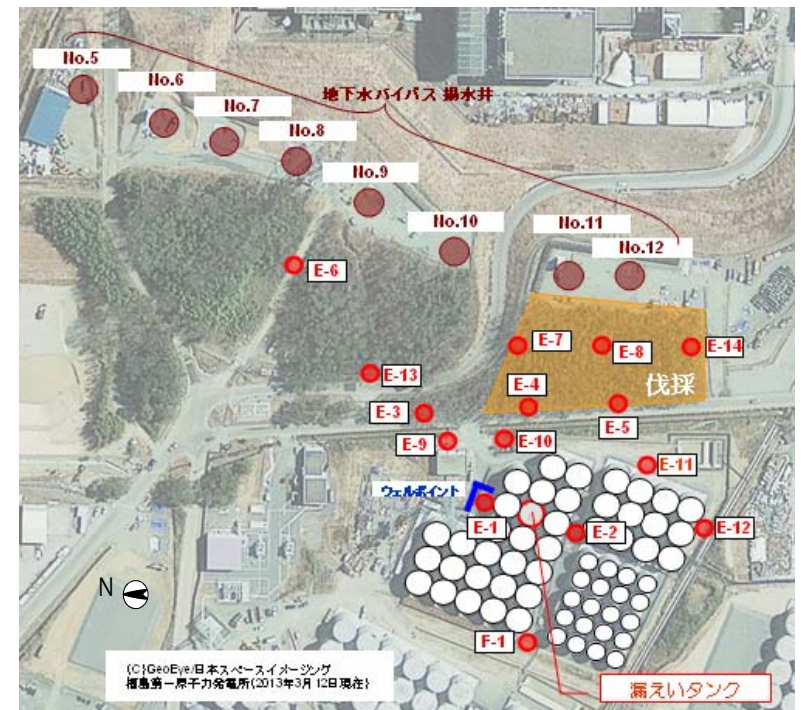 No.5
No.6
No.7
No.8
地下水バイパス 揚水井
No.9
No.10
No.11
No.12
E-6
E-7
E-8
E-14
E-13
E-4
伐採
E-3
E-5
E-9
E-10
E-11
ウェルポイント
E-1
E-2
E-12
N
F-1
(C)GeoEye/日本スペースイメージング
福島第一原子力発電所(2013年3月12日現在)
漏えいタンク